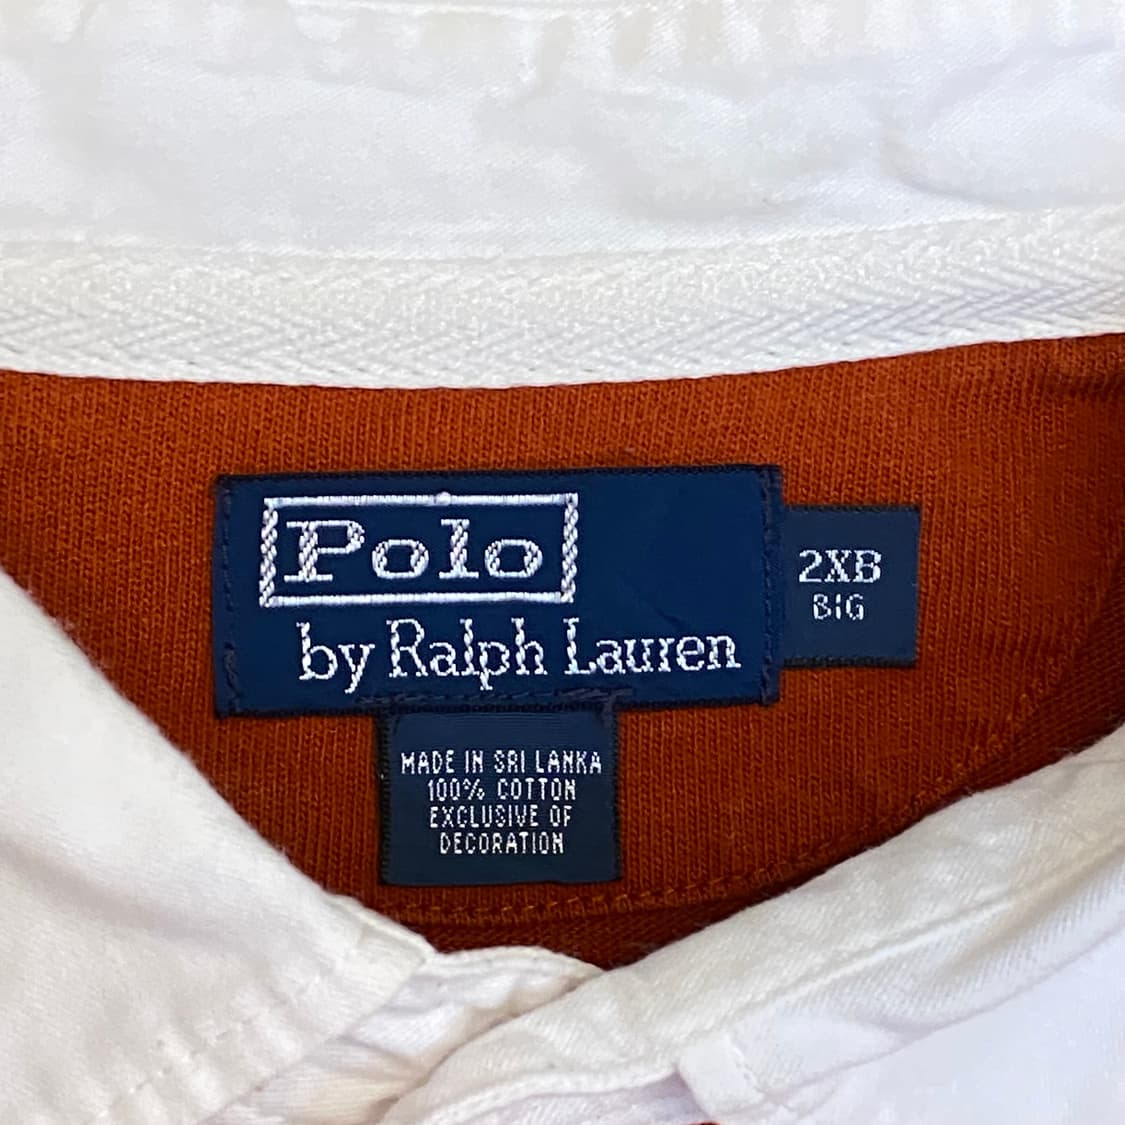 Polo
by Ralph Lauren
2XB
BIG
MADE IN SRI LANKA
100% COTTON
EXCLUSIVE OF
DECORATION